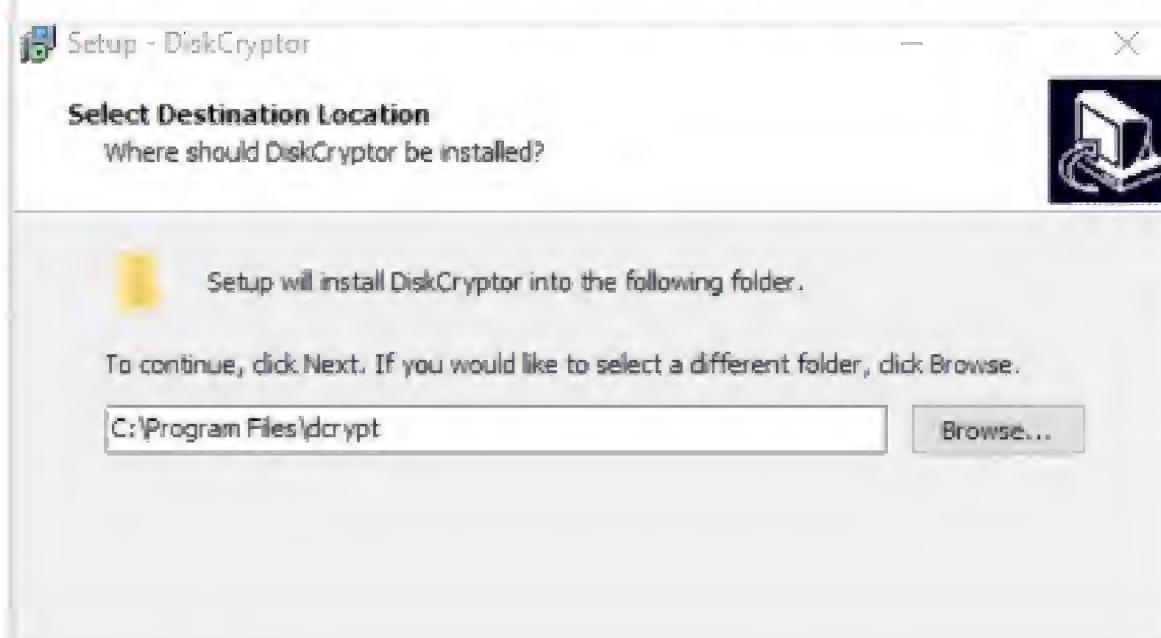 Setup - DiskCryptor
Select Destination Location
Where should DiskCryptor be installed?
Setup will install DiskCryptor into the following folder.
To continue, click Next. If you would like to select a different folder, click Browse.
C:\Program Files\dcrypt
Browse...